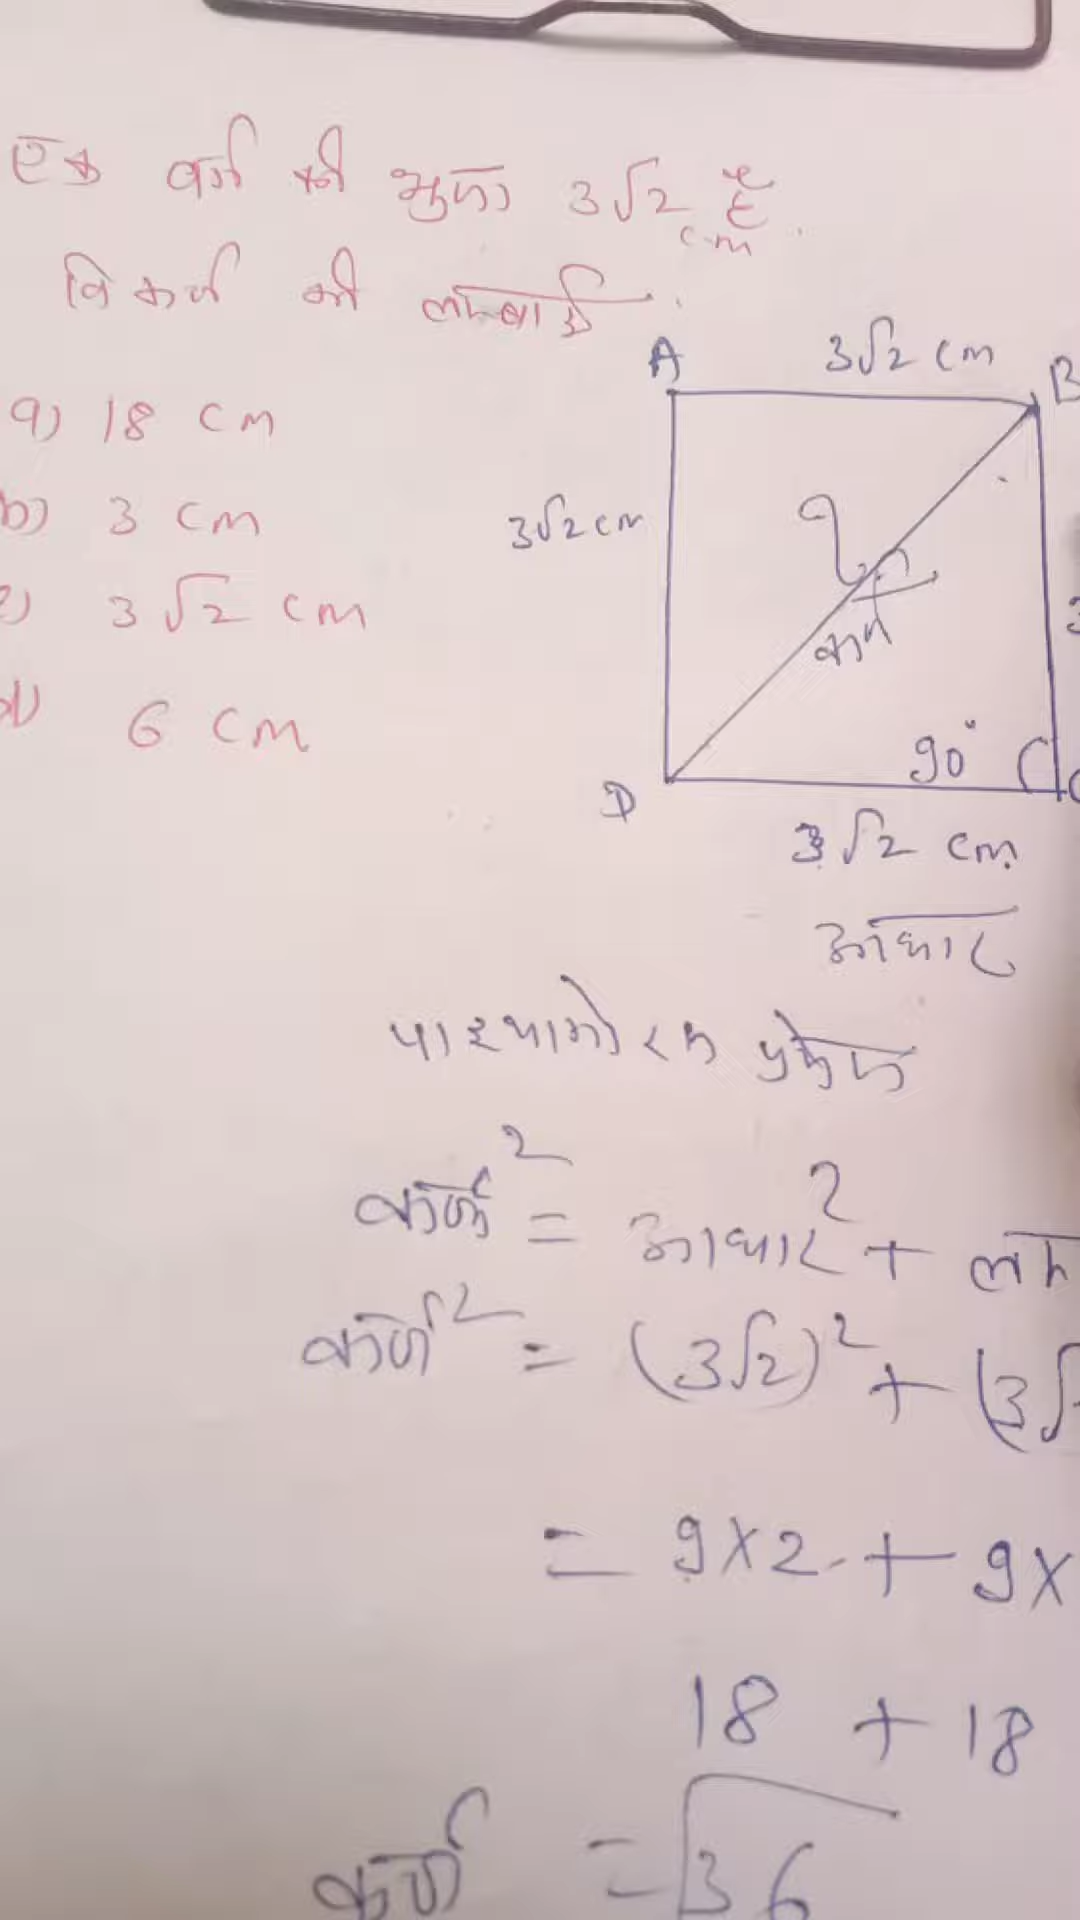 एक वर्ग की भुजा 3√2 cm है.
विकर्ण की लम्बाई.
a) 18 cm
b) 3 cm
c) 3√2 cm
d) 6 cm
A 3√2 cm B
3√2 cm
कर्ण
90°
D
3√2 cm
आधार
पाइथागोरस प्रमेय
कर्ण² = आधार² +
कर्ण² = (3√2)² + (3√
= 9×2 + 9×
18 + 18
कर्ण = √36